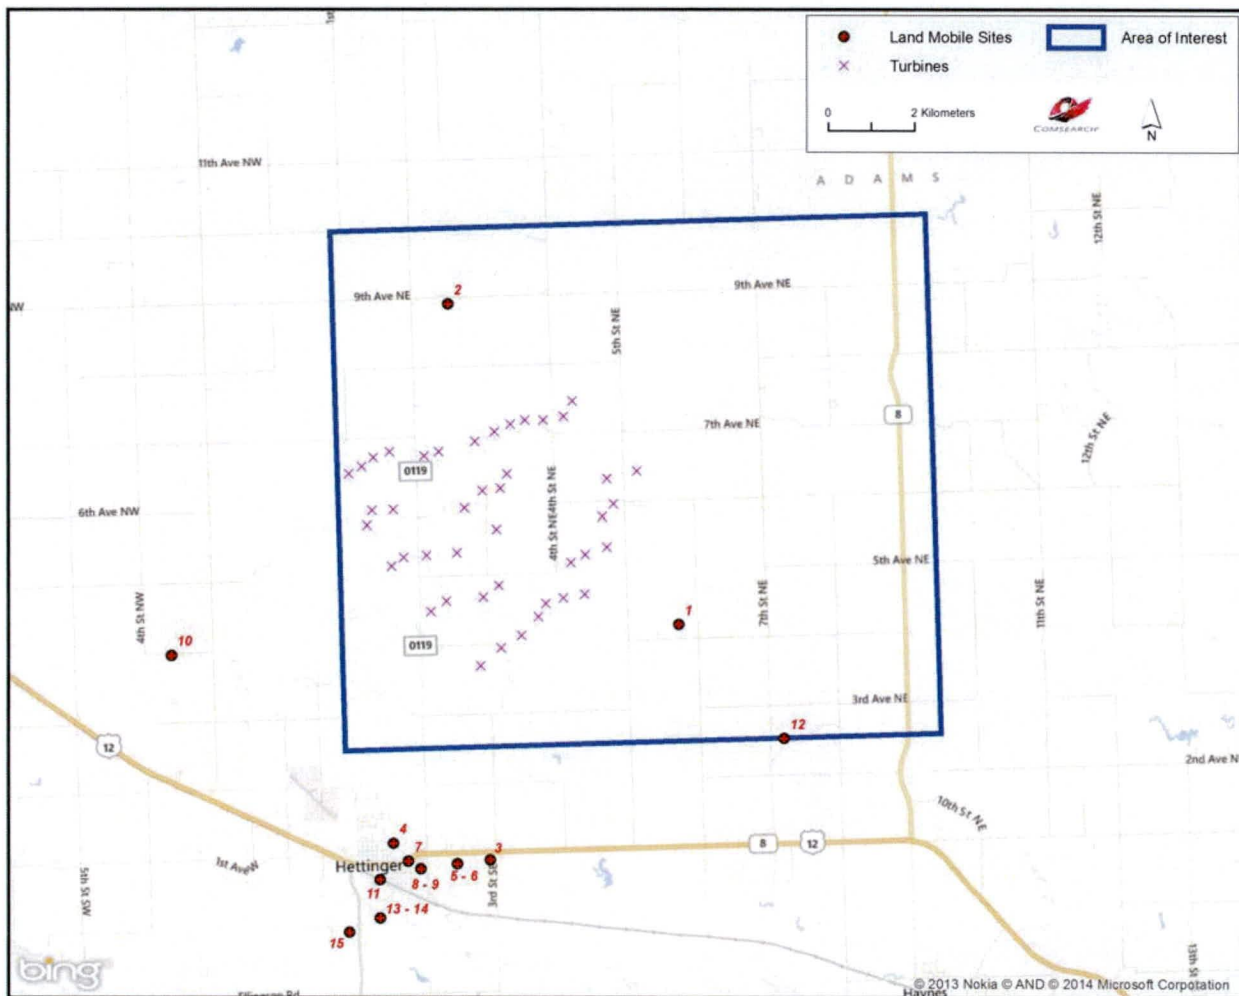 1st
Land Mobile Sites
Area of Interest
Turbines
0
2 Kilometers
COMSEARCH
N
11th Ave NW
A D A M S
12th St NE
9th Ave NE
2
9th Ave NE
NW
5th St NE
7th Ave NE
8
12th St NE
0119
4th St NE
4th St NE
6th Ave NW
5th Ave NE
4th St NW
7th St NE
11th St NE
1
0119
10
3rd Ave NE
12
12
2nd Ave N
10th St NE
4
7
3
8
12
1st Ave W
Hettinger
8 - 9
5 - 6
11
3rd St SE
5th St SW
13 - 14
15
13th St
bing
© 2013 Nokia © AND © 2014 Microsoft Corporation